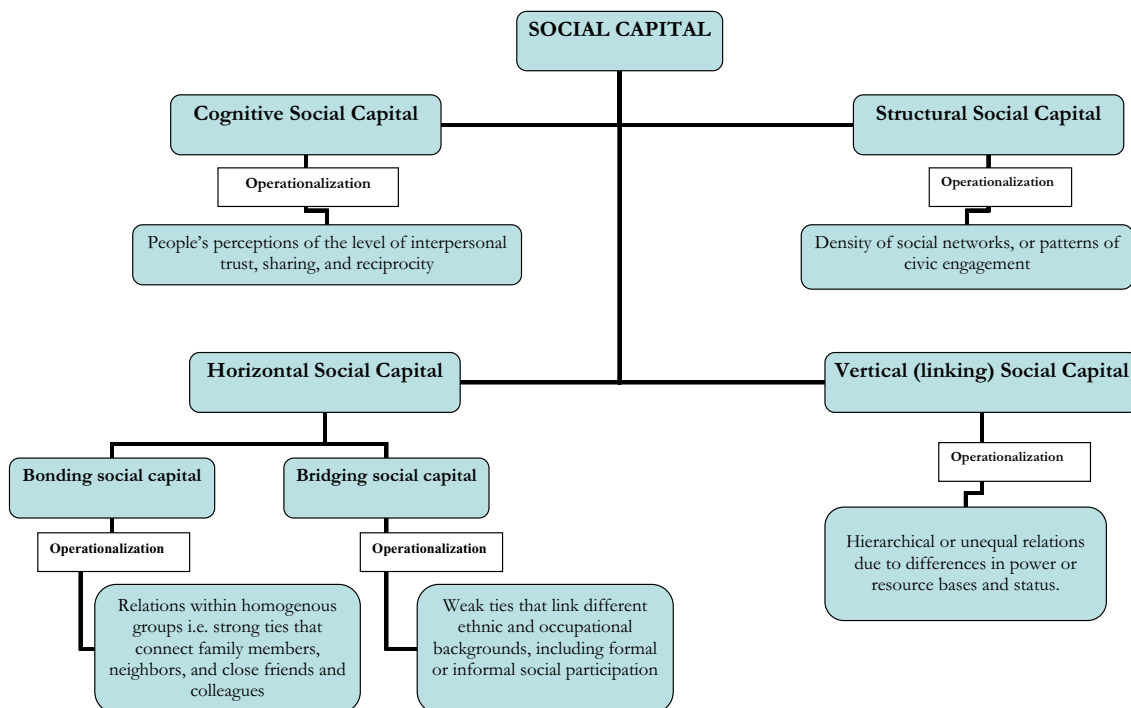 SOCIAL CAPITAL
Cognitive Social Capital
Structural Social Capital
Operationalization
Operationalization
People’s perceptions of the level of interpersonal
trust, sharing, and reciprocity
Density of social networks, or patterns of
civic engagement
Horizontal Social Capital
Vertical (linking) Social Capital
Bonding social capital
Bridging social capital
Operationalization
Operationalization
Operationalization
Relations within homogenous
groups i.e. strong ties that
connect family members,
neighbors, and close friends and
colleagues
Weak ties that link different
ethnic and occupational
backgrounds, including formal
or informal social participation
Hierarchical or unequal relations
due to differences in power or
resource bases and status.